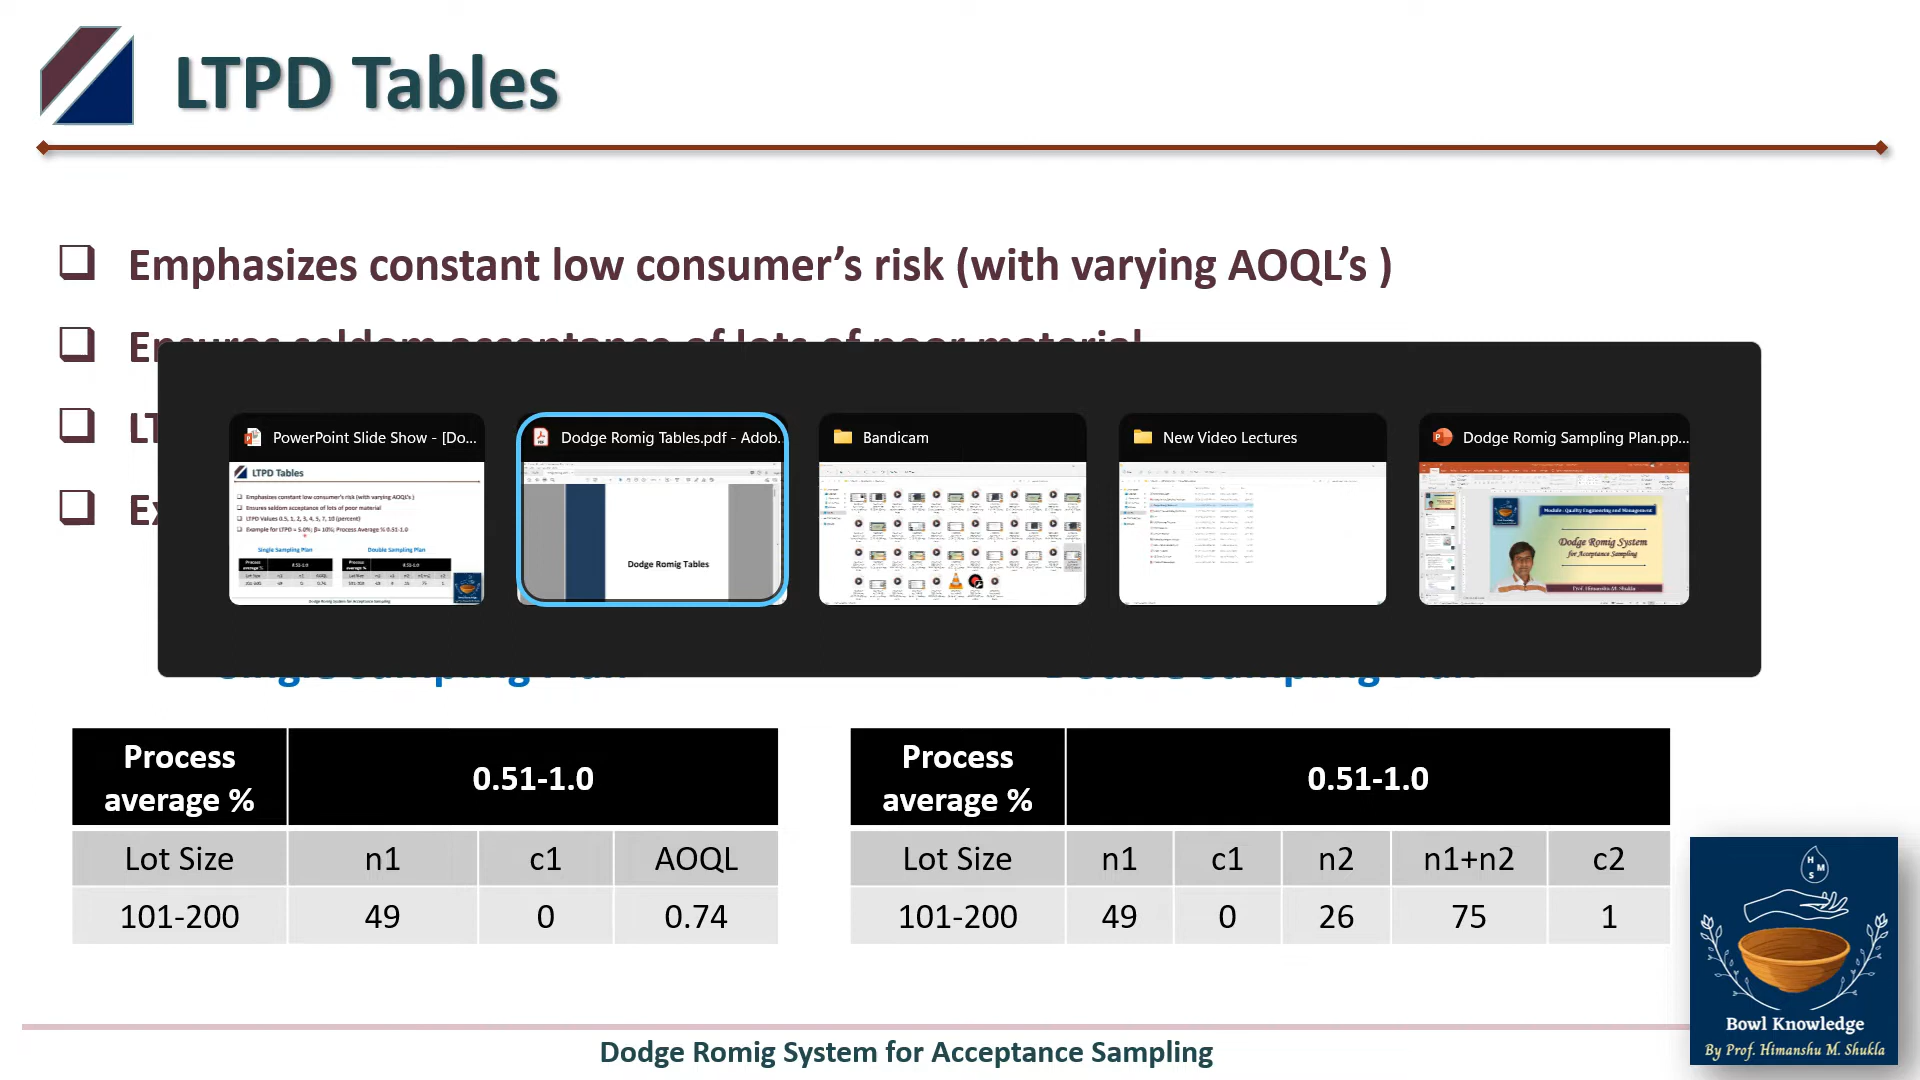 LTPD Tables
❑ Emphasizes constant low consumer’s risk (with varying AOQL’s )
❑ Ensures seldom acceptance of lots of poor material
❑ LT
❑ Ex
PowerPoint Slide Show - [Do...
Dodge Romig Tables.pdf - Adob...
Bandicam
New Video Lectures
Dodge Romig Sampling Plan.pp...
LTPD Tables
❑ Emphasizes constant low consumer's risk (with varying AOQL's )
❑ Ensures seldom acceptance of lots of poor material
❑ LTPD Values 0.5, 1, 2, 3, 4, 5, 7, 10 (percent)
❑ Example for LTPD = 5.0%; β= 10%; Process Average % 0.51-1.0
Single Sampling Plan Double Sampling Plan
Dodge Romig Tables
Module : Quality Engineering and Management
Dodge Romig System
for Acceptance Sampling
Prof. Himanshu M. Shukla
Single Sampling Plan Double Sampling Plan
Process average % 0.51-1.0
Lot Size n1 c1 AOQL
101-200 49 0 0.74
Process average % 0.51-1.0
Lot Size n1 c1 n2 n1+n2 c2
101-200 49 0 26 75 1
H M S
Bowl Knowledge
By Prof. Himanshu M. Shukla
Dodge Romig System for Acceptance Sampling